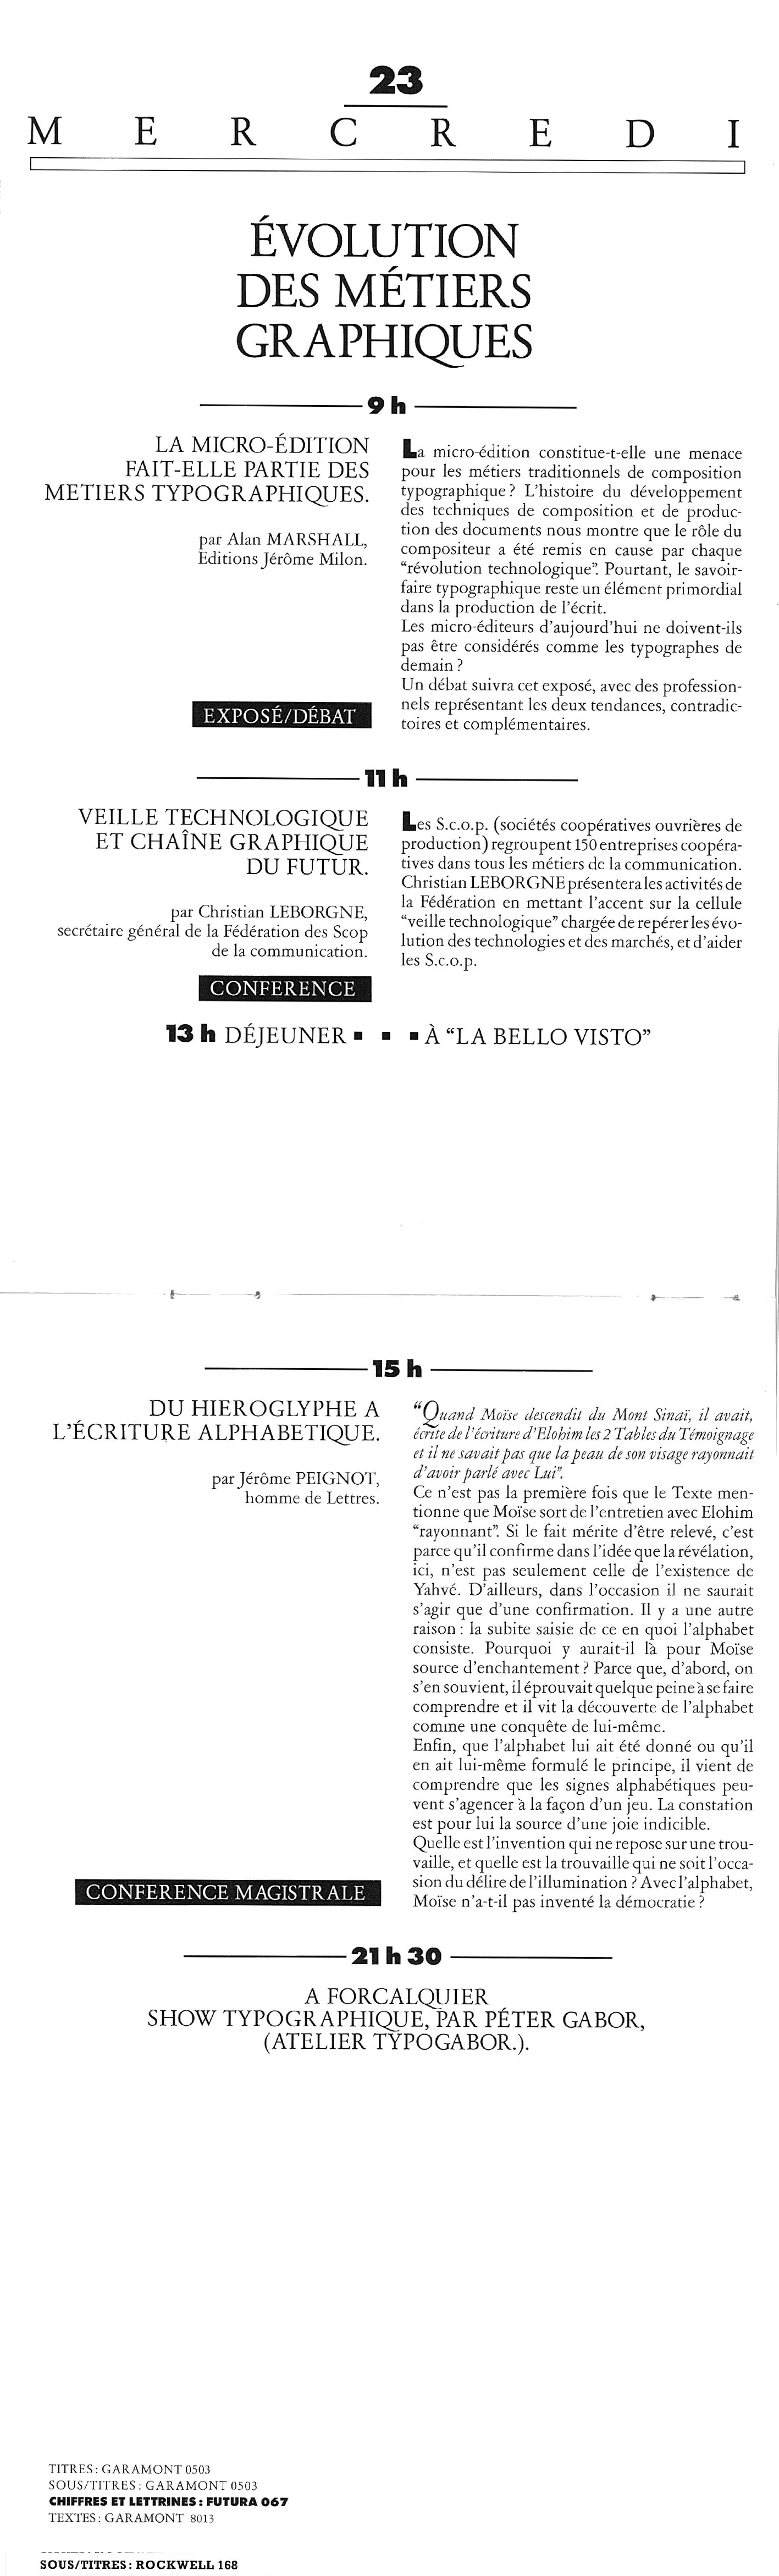 23
MERCREDI
ÉVOLUTION
DES MÉTIERS
GRAPHIQUES
9 h
LA MICRO-ÉDITION
FAIT-ELLE PARTIE DES
METIERS TYPOGRAPHIQUES.
par Alan MARSHALL,
Editions Jérôme Milon.
EXPOSÉ/DÉBAT
La micro-édition constitue-t-elle une menace
pour les métiers traditionnels de composition
typographique ? L'histoire du développement
des techniques de composition et de produc-
tion des documents nous montre que le rôle du
compositeur a été remis en cause par chaque
“révolution technologique”. Pourtant, le savoir-
faire typographique reste un élément primordial
dans la production de l'écrit.
Les micro-éditeurs d'aujourd'hui ne doivent-ils
pas être considérés comme les typographes de
demain ?
Un débat suivra cet exposé, avec des profession-
nels représentant les deux tendances, contradic-
toires et complémentaires.
11 h
VEILLE TECHNOLOGIQUE
ET CHAÎNE GRAPHIQUE
DU FUTUR.
par Christian LEBORGNE,
secrétaire général de la Fédération des Scop
de la communication.
CONFERENCE
Les S.c.o.p. (sociétés coopératives ouvrières de
production) regroupent 150 entreprises coopéra-
tives dans tous les métiers de la communication.
Christian LEBORGNE présentera les activités de
la Fédération en mettant l'accent sur la cellule
“veille technologique” chargée de repérer les évo-
lution des technologies et des marchés, et d'aider
les S.c.o.p.
13 h DÉJEUNER ▪ ▪ ▪ À “LA BELLO VISTO”
15 h
DU HIEROGLYPHE A
L'ÉCRITURE ALPHABETIQUE.
par Jérôme PEIGNOT,
homme de Lettres.
CONFERENCE MAGISTRALE
“Quand Moïse descendit du Mont Sinaï, il avait,
écrite de l'écriture d'Elohim les 2 Tables du Témoignage
et il ne savait pas que la peau de son visage rayonnait
d'avoir parlé avec Lui”.
Ce n'est pas la première fois que le Texte men-
tionne que Moïse sort de l'entretien avec Elohim
“rayonnant”. Si le fait mérite d'être relevé, c'est
parce qu'il confirme dans l'idée que la révélation,
ici, n'est pas seulement celle de l'existence de
Yahvé. D'ailleurs, dans l'occasion il ne saurait
s'agir que d'une confirmation. Il y a une autre
raison : la subite saisie de ce en quoi l'alphabet
consiste. Pourquoi y aurait-il là pour Moïse
source d'enchantement ? Parce que, d'abord, on
s'en souvient, il éprouvait quelque peine à se faire
comprendre et il vit la découverte de l'alphabet
comme une conquête de lui-même.
Enfin, que l'alphabet lui ait été donné ou qu'il
en ait lui-même formulé le principe, il vient de
comprendre que les signes alphabétiques peu-
vent s'agencer à la façon d'un jeu. La constation
est pour lui la source d'une joie indicible.
Quelle est l'invention qui ne repose sur une trou-
vaille, et quelle est la trouvaille qui ne soit l'occa-
sion du délire de l'illumination ? Avec l'alphabet,
Moïse n'a-t-il pas inventé la démocratie ?
21 h 30
A FORCALQUIER
SHOW TYPOGRAPHIQUE, PAR PÉTER GABOR,
(ATELIER TYPOGABOR.).
TITRES : GARAMONT 0503
SOUS/TITRES : GARAMONT 0503
CHIFFRES ET LETTRINES : FUTURA 067
TEXTES : GARAMONT 8013
SOUS/TITRES : ROCKWELL 168